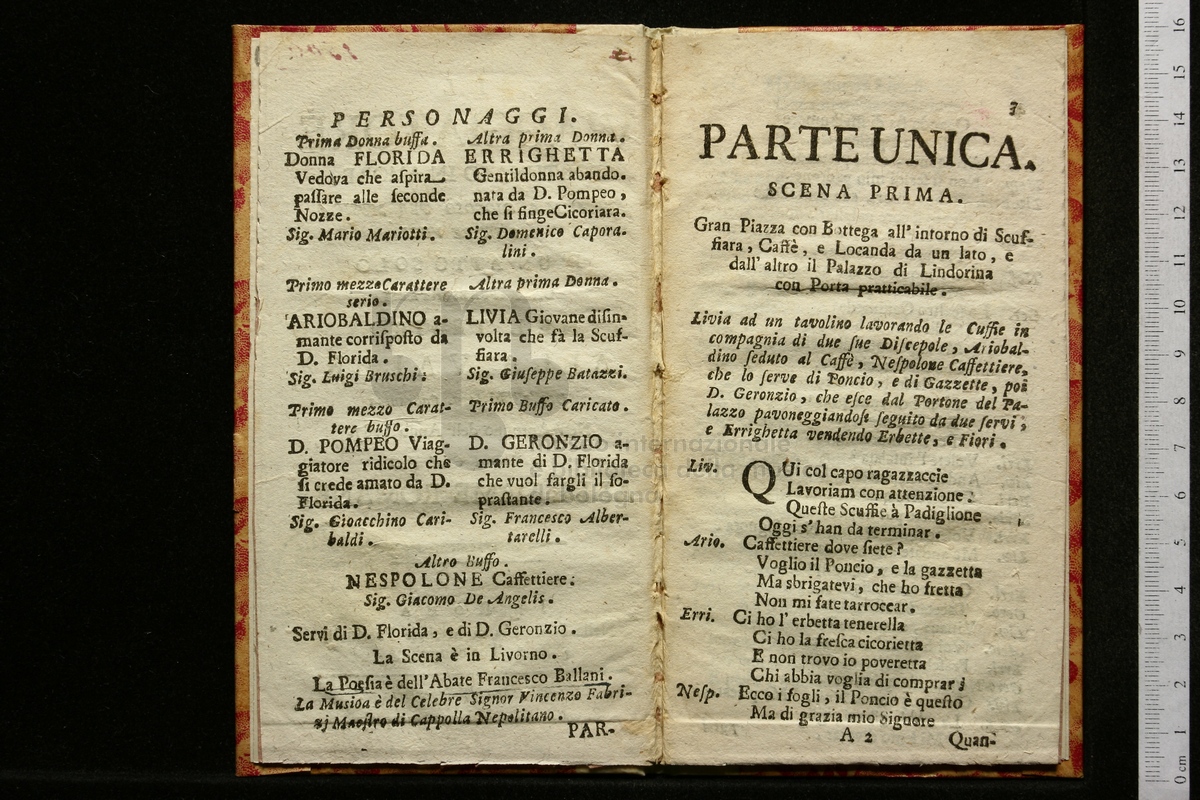 PERSONAGGI.
Prima Donna buffa.
Donna FLORIDA
Vedova che aſpira
paſſare alle ſeconde
Nozze.
Sig. Mario Mariotti.
Altra prima Donna.
ERRIGHETTA
Gentildonna abando.
nata da D. Pompeo,
che ſi fingeCicoriara.
Sig. Domenico Capora-
lini.
Primo mezzo Carattere
serio.
ARIOBALDINO a-
mante corriſpoſto da
D. Florida.
Sig. Luigi Bruschi.
Altra prima Donna.
LIVIA Giovane diſin-
volta che fà la Scuf-
fiara.
Sig. Giuſeppe Batazzi.
Primo mezzo Carat-
tere buffo.
D. POMPEO Viag-
giatore ridicolo che
ſi crede amato da D.
Florida.
Sig. Gioacchino Cari-
baldi.
Primo Buffo Caricato.
D. GERONZIO a-
mante di D. Florida
che vuol fargli il ſo-
praſtante.
Sig. Francesco Alber-
tarelli.
Altro Buffo.
NESPOLONE Caffettiere.
Sig. Giacomo De Angelis.
Servi di D. Florida, e di D. Geronzio.
La Scena è in Livorno.
La Poeſia è dell'Abate Franceſco Ballani.
La Musica è del Celebre Signor Vincenzo Fabri-
zj Maeſtro di Cappolla Nepolitano.
PAR-
3
PARTE UNICA.
SCENA PRIMA.
Gran Piazza con Bottega all'intorno di Scuf-
fiara, Caffè, e Locanda da un lato, e
dall'altro il Palazzo di Lindorina
con Porta pratticabile.
Livia ad un tavolino lavorando le Cuffie in
compagnia di due ſue Diſcepole, Ariobal-
dino ſeduto al Caffè, Neſpolone Caffettiere,
che lo ſerve di Poncio, e di Gazzette, poi
D. Geronzio, che eſce dal Portone del Pa-
lazzo pavoneggiandoſi ſeguito da due ſervi,
e Errighetta vendendo Erbette, e Fiori.
Liv. QUi col capo ragazzaccie
Lavoriam con attenzione:
Queſte Scuffie à Padiglione
Oggi s'han da terminar.
Ario. Caffettiere dove ſiete?
Voglio il Poncio, e la gazzetta
Ma sbrigatevi, che ho fretta
Non mi fate tarroccar.
Erri. Ci ho l'erbetta tenerella
Ci ho la freſca cicorietta
E non trovo io poveretta
Chi abbia voglia di comprar;
Neſp. Ecco i fogli, il Poncio è queſto
Ma di grazia mio Signore
A 2
Quan-